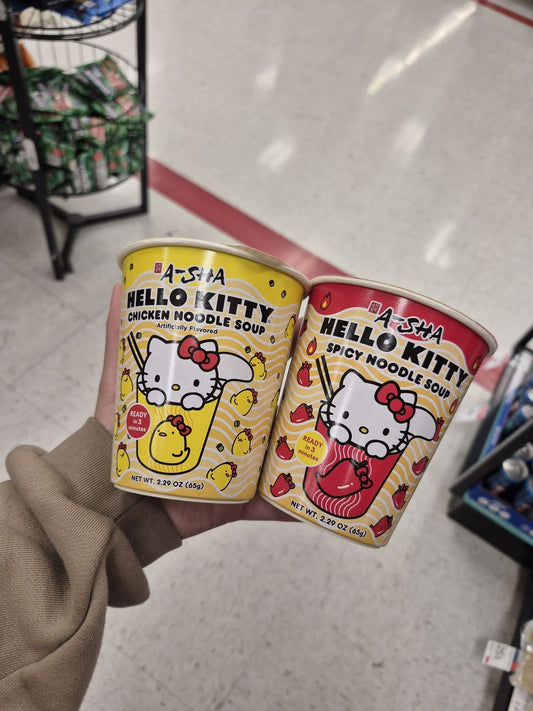 A-SHA
HELLO KITTY
CHICKEN NOODLE SOUP
Artificially Flavored
READY
in 3
minutes
NET WT. 2.29 OZ (65g)
A-SHA
HELLO KITTY
SPICY NOODLE SOUP
READY
in 3
minutes
NET WT. 2.29 OZ (65g)